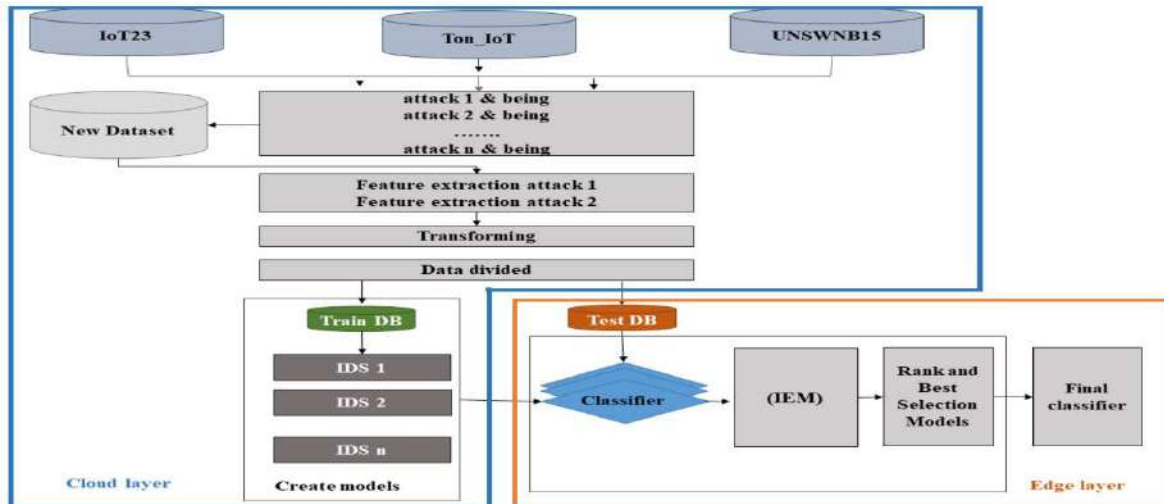 IoT23
Ton_IoT
UNSWNB15
attack 1 & being
attack 2 & being
.......
attack n & being
New Dataset
Feature extraction attack 1
Feature extraction attack 2
Transforming
Data divided
Train DB
Test DB
IDS 1
IDS 2
IDS n
Create models
Cloud layer
Classifier
(IEM)
Rank and
Best
Selection
Models
Final
classifier
Edge layer